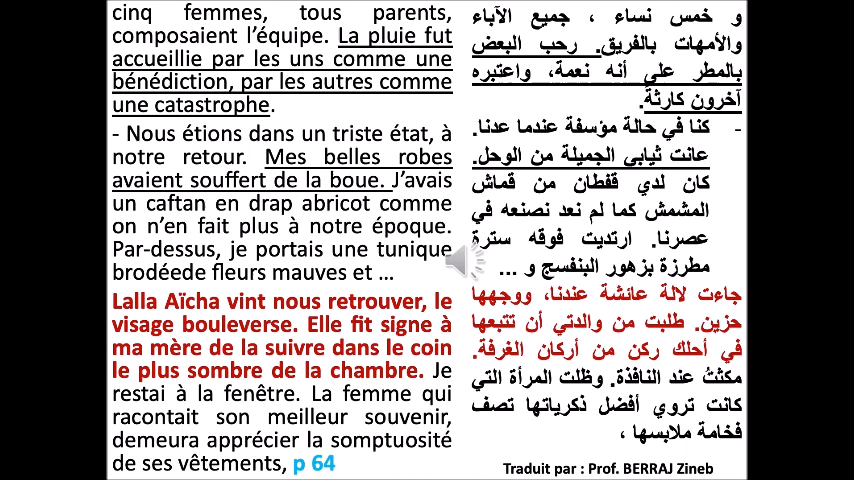 cinq femmes, tous parents,
composaient l'équipe. La pluie fut
accueillie par les uns comme une
bénédiction, par les autres comme
une catastrophe.
- Nous étions dans un triste état, à
notre retour. Mes belles robes
avaient souffert de la boue. J'avais
un caftan en drap abricot comme
on n'en fait plus à notre époque.
Par-dessus, je portais une tunique
brodéede fleurs mauves et ...
Lalla Aïcha vint nous retrouver, le
visage bouleverse. Elle fit signe à
ma mère de la suivre dans le coin
le plus sombre de la chambre. Je
restai à la fenêtre. La femme qui
racontait son meilleur souvenir,
demeura apprécier la somptuosité
de ses vêtements, p 64
و خمس نساء ، جميع الآباء
والأمهات بالفريق. رحب البعض
بالمطر على أنه نعمة، واعتبره
آخرون كارثة.
- كنا في حالة مؤسفة عندما عدنا.
عانت ثيابي الجميلة من الوحل.
كان لدي قفطان من قماش
المشمش كما لم نعد نصنعه في
عصرنا. ارتديت فوقه سترة
مطرزة بزهور البنفسج و ...
جاءت لالة عائشة عندنا، ووجهها
حزين. طلبت من والدتي أن تتبعها
في أحلك ركن من أركان الغرفة.
مكثتُ عند النافذة. وظلت المرأة التي
كانت تروي أفضل ذكرياتها تصف
فخامة ملابسها ،
Traduit par : Prof. BERRAJ Zineb